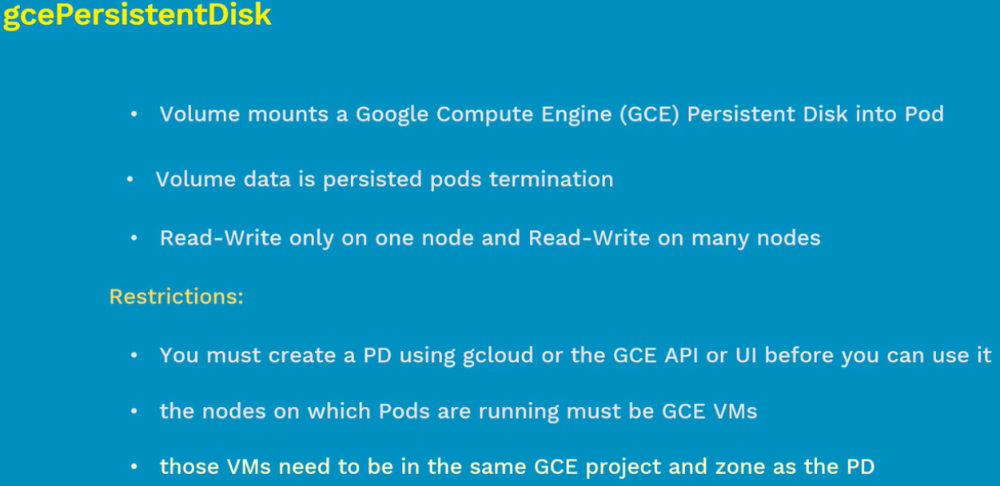 gcePersistentDisk
• Volume mounts a Google Compute Engine (GCE) Persistent Disk into Pod
• Volume data is persisted pods termination
• Read-Write only on one node and Read-Write on many nodes
Restrictions:
• You must create a PD using gcloud or the GCE API or UI before you can use it
• the nodes on which Pods are running must be GCE VMs
• those VMs need to be in the same GCE project and zone as the PD